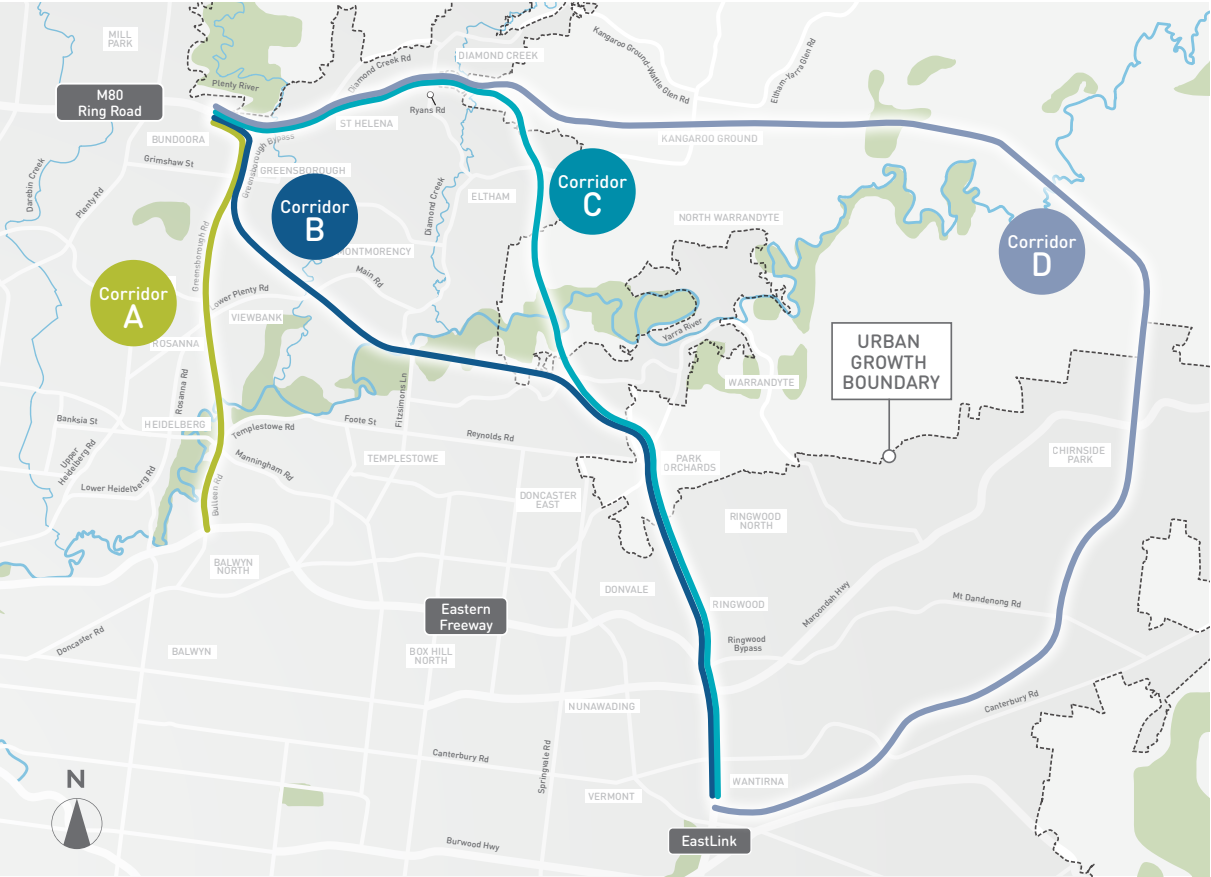 MILL
PARK
DIAMOND CREEK
Kangaroo Ground-Wattle Glen Rd
Eltham-Yarra Glen Rd
Diamond Creek Rd
Plenty River
M80
Ring Road
Ryans Rd
ST HELENA
BUNDOORA
KANGAROO GROUND
Greensborough Bypass
Grimshaw St
GREENSBOROUGH
Darebin Creek
Plenty Rd
Corridor
B
Corridor
C
ELTHAM
Diamond Creek
NORTH WARRANDYTE
Corridor
D
Greensborough Rd
MONTMORENCY
Main Rd
Corridor
A
Lower Plenty Rd
VIEWBANK
Yarra River
ROSANNA
URBAN
GROWTH
BOUNDARY
WARRANDYTE
Rosanna Rd
Fitzsimons Ln
Banksia St
HEIDELBERG
Templestowe Rd
Foote St
Reynolds Rd
Upper
Heidelberg Rd
Manningham Rd
TEMPLESTOWE
PARK
ORCHARDS
CHIRNSIDE
PARK
Lower Heidelberg Rd
Bulleen Rd
DONCASTER
EAST
RINGWOOD
NORTH
BALWYN
NORTH
DONVALE
RINGWOOD
Maroondah Hwy
Mt Dandenong Rd
Eastern
Freeway
Doncaster Rd
BALWYN
BOX HILL
NORTH
Ringwood
Bypass
NUNAWADING
Canterbury Rd
Canterbury Rd
Springvale Rd
N
WANTIRNA
VERMONT
EastLink
Burwood Hwy